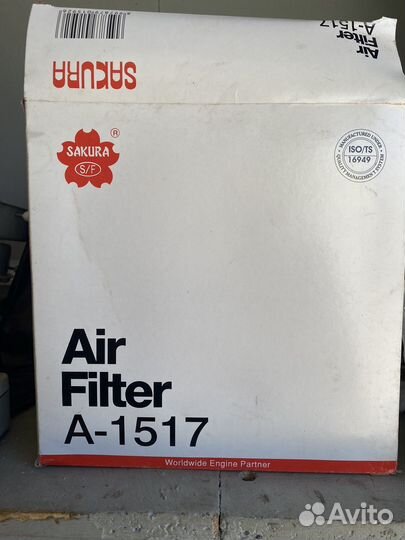 SAKURA
Air
Filter
A-1517
SAKURA
®
S/F
MANUFACTURED UNDER
ISO/TS
16949
QUALITY MANAGEMENT SYSTEM
Air
Filter
A-1517
Worldwide Engine Partner
Avito